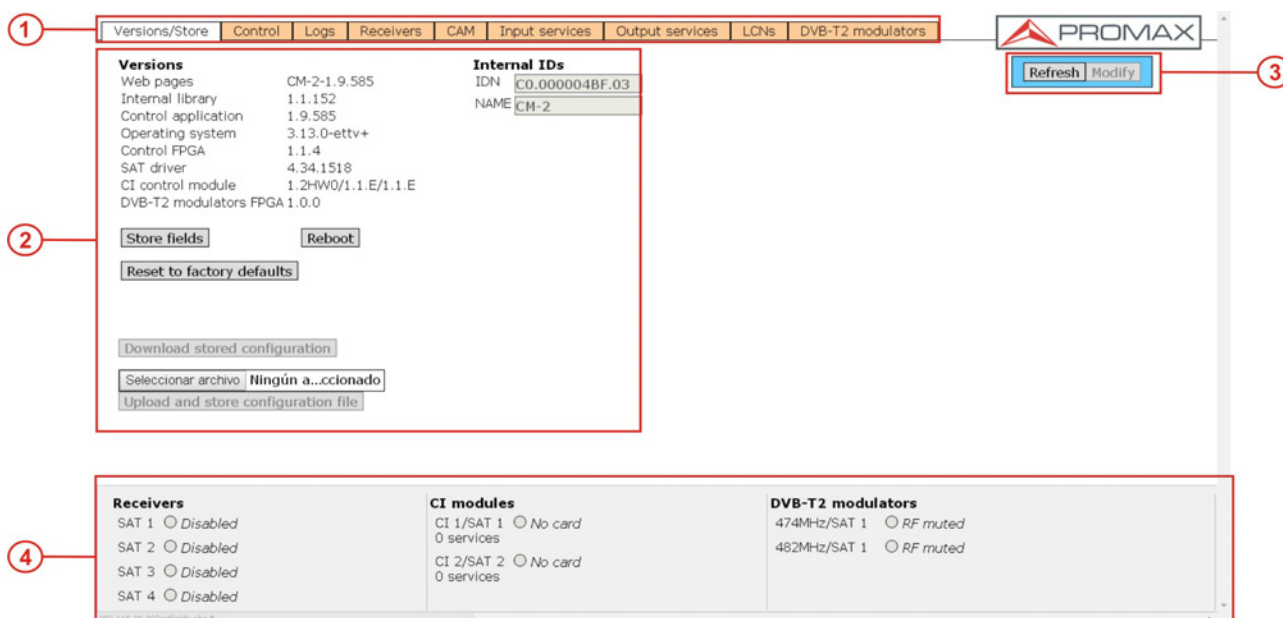 1
Versions/Store Control Logs Receivers CAM Input services Output services LCNs DVB-T2 modulators
PROMAX
Refresh Modify
3
Versions
Web pages CM-2-1.9.585
Internal library 1.1.152
Control application 1.9.585
Operating system 3.13.0-ettv+
Control FPGA 1.1.4
SAT driver 4.34.1518
CI control module 1.2HW0/1.1.E/1.1.E
DVB-T2 modulators FPGA 1.0.0
Internal IDs
IDN C0.000004BF.03
NAME CM-2
2
Store fields Reboot
Reset to factory defaults
Download stored configuration
Seleccionar archivo Ningún a...ccionado
Upload and store configuration file
4
Receivers
SAT 1 Disabled
SAT 2 Disabled
SAT 3 Disabled
SAT 4 Disabled
CI modules
CI 1/SAT 1 No card
0 services
CI 2/SAT 2 No card
0 services
DVB-T2 modulators
474MHz/SAT 1 RF muted
482MHz/SAT 1 RF muted